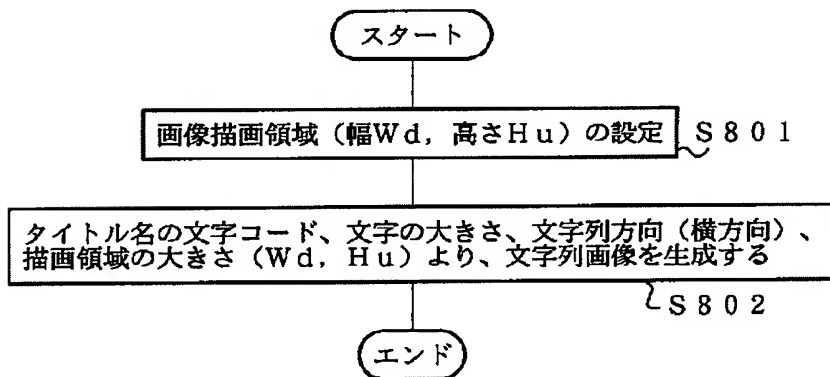 スタート
画像描画領域（幅Ｗｄ，高さＨｕ）の設定
Ｓ８０１
タイトル名の文字コード、文字の大きさ、文字列方向（横方向）、
描画領域の大きさ（Ｗｄ，Ｈｕ）より、文字列画像を生成する
Ｓ８０２
エンド